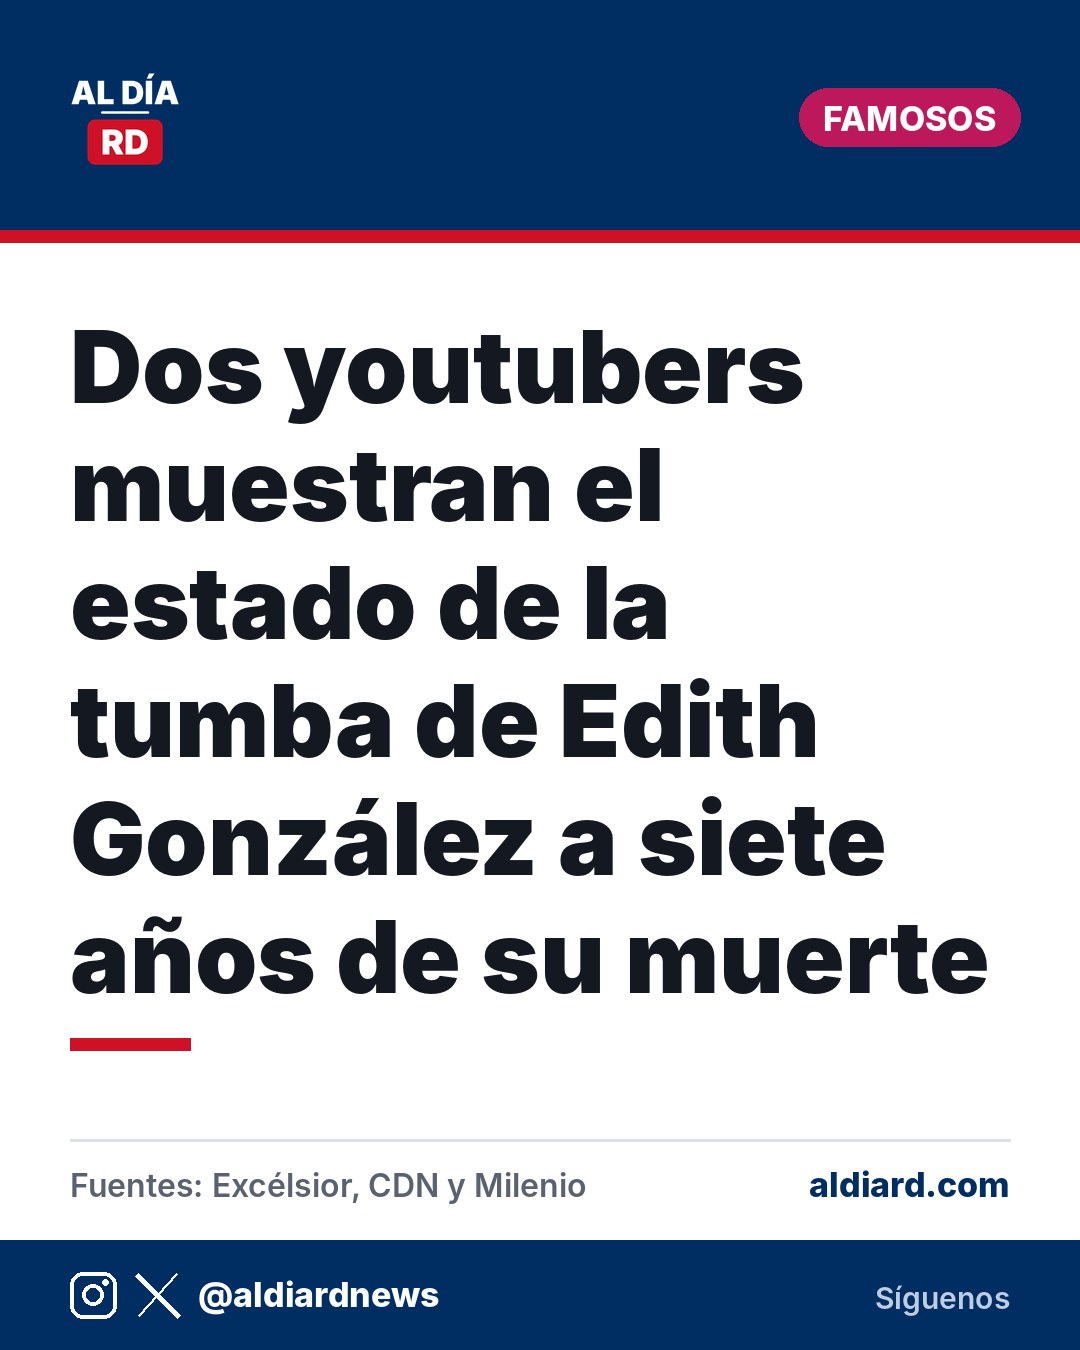 AL DÍA
RD
FAMOSOS
Dos youtubers
muestran el
estado de la
tumba de Edith
González a siete
años de su muerte
Fuentes: Excélsior, CDN y Milenio
aldiard.com
@aldiardnews
Síguenos